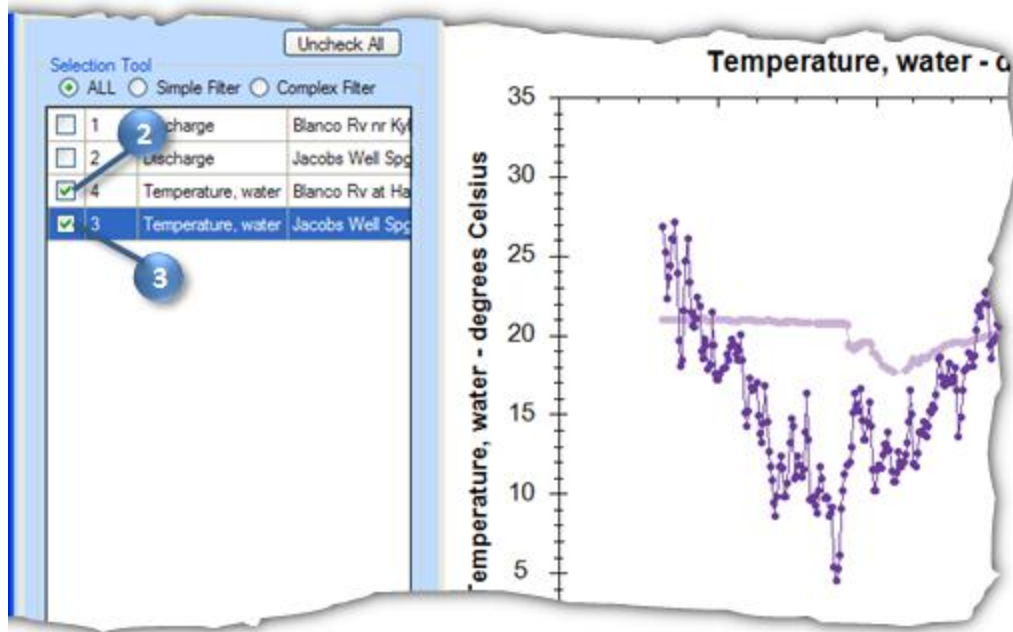 Uncheck All
Selection Tool
ALL Simple Filter Complex Filter
1 Blanco Rv nr
2 Discharge Jacobs Well Spg
4 Temperature, water Blanco Rv at Ha
3 Temperature, water Jacobs Well Spg
2
3
Temperature, water -
Temperature, water - degrees Celsius
35
30
25
20
15
10
5